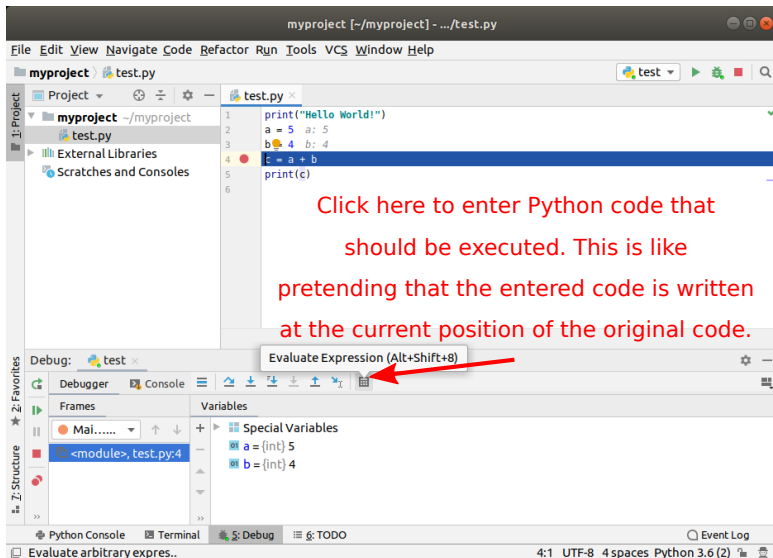 myproject [~/myproject] - .../test.py
File Edit View Navigate Code Refactor Run Tools VCS Window Help
myproject test.py test
1: Project
Project
test.py
myproject ~/myproject
test.py
External Libraries
Scratches and Consoles
1 print("Hello World!")
2 a = 5 a: 5
3 b = 4 b: 4
4 c = a + b
5 print(c)
6
Click here to enter Python code that
should be executed. This is like
pretending that the entered code is written
at the current position of the original code.
Evaluate Expression (Alt+Shift+8)
2: Favorites
7: Structure
Debug: test
Debugger Console
Frames Variables
Mai...... 
<module>, test.py:4
Special Variables
01 a = {int} 5
01 b = {int} 4
Python Console Terminal 5: Debug 6: TODO Event Log
Evaluate arbitrary expres.. 4:1 UTF-8 4 spaces Python 3.6 (2)